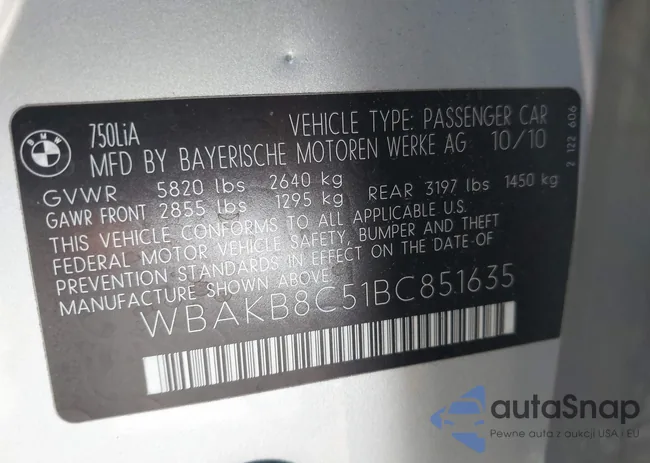 BMW
750LiA
VEHICLE TYPE: PASSENGER CAR
MFD BY BAYERISCHE MOTOREN WERKE AG 10/10
GVWR 5820 lbs 2640 kg
GAWR FRONT 2855 lbs 1295 kg REAR 3197 lbs 1450 kg
THIS VEHICLE CONFORMS TO ALL APPLICABLE U.S.
FEDERAL MOTOR VEHICLE SAFETY, BUMPER AND THEFT
PREVENTION STANDARDS IN EFFECT ON THE DATE OF
MANUFACTURE SHOWN ABOVE.
WBAKB8C51BC851635
2 122 606
autaSnap
Pewne auta z aukcji USA i EU